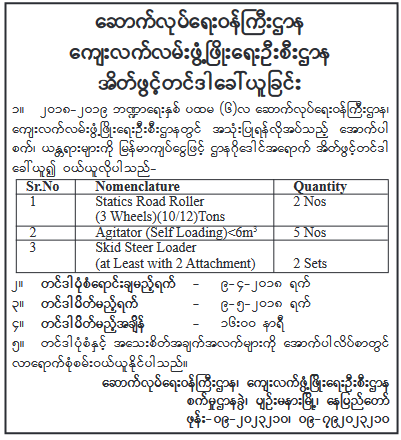 ဆောက်လုပ်ရေးဝန်ကြီးဌာန
ကျေးလက်လမ်းဖွံ့ဖြိုးရေးဦးစီးဌာန
အိတ်ဖွင့်တင်ဒါခေါ်ယူခြင်း
၁။ ၂၀၁၈-၂၀၁၉ ဘဏ္ဍာရေးနှစ် ပထမ (၆)လ ဆောက်လုပ်ရေးဝန်ကြီးဌာန၊
ကျေးလက်လမ်းဖွံ့ဖြိုးရေးဦးစီးဌာနတွင် အသုံးပြုရန်လိုအပ်သည့် အောက်ပါ
စက်၊ ယန္တရားများကို မြန်မာကျပ်ငွေဖြင့် ဌာနဂိုဒေါင်အရောက် အိတ်ဖွင့်တင်ဒါ
ခေါ်ယူ၍ ဝယ်ယူလိုပါသည်-
Sr.No Nomenclature Quantity
1 Statics Road Roller 2 Nos
(3 Wheels)(10/12)Tons
2 Agitator (Self Loading)<6m³ 5 Nos
3 Skid Steer Loader
(at Least with 2 Attachment) 2 Sets
၂။ တင်ဒါပုံစံရောင်းချမည့်ရက် - ၉-၄-၂၀၁၈ ရက်
၃။ တင်ဒါပိတ်မည့်ရက် - ၉-၅-၂၀၁၈ ရက်
၄။ တင်ဒါပိတ်မည့်အချိန် - ၁၆း၀၀ နာရီ
၅။ တင်ဒါပုံစံနှင့် အသေးစိတ်အချက်အလက်များကို အောက်ပါလိပ်စာတွင်
လာရောက်စုံစမ်းဝယ်ယူနိုင်ပါသည်။
ဆောက်လုပ်ရေးဝန်ကြီးဌာန၊ ကျေးလက်ဖွံ့ဖြိုးရေးဦးစီးဌာန
စက်မှုဌာနခွဲ၊ ပျဉ်းမနားမြို့၊ နေပြည်တော်
ဖုန်း-၀၉-၂၀၂၃၂၁၀၊ ၀၉-၇၉၂၀၂၃၂၁၀